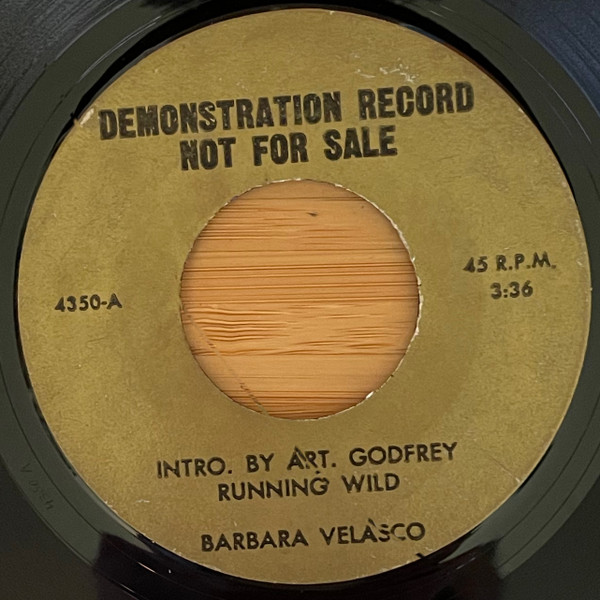 DEMONSTRATION RECORD
NOT FOR SALE
4350-A
45 R.P.M.
3:36
INTRO. BY ART. GODFREY
RUNNING WILD
BARBARA VELASCO